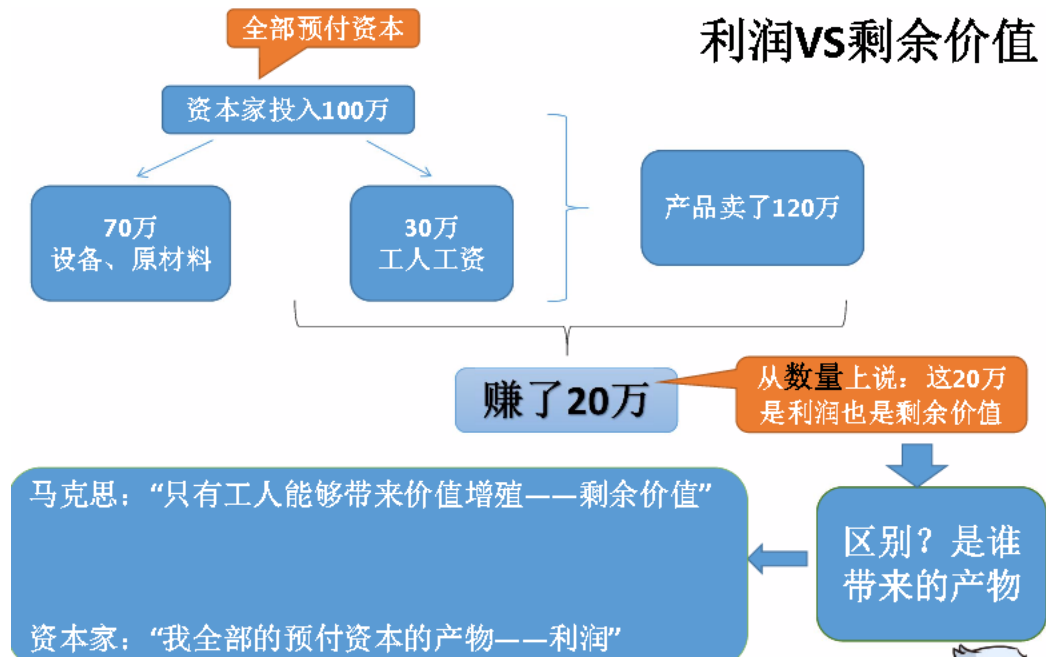 全部预付资本
利润VS剩余价值
资本家投入100万
70万
设备、原材料
30万
工人工资
产品卖了120万
赚了20万
从数量上说：这20万
是利润也是剩余价值
区别？是谁
带来的产物
马克思：“只有工人能够带来价值增殖——剩余价值”
资本家：“我全部的预付资本的产物——利润”